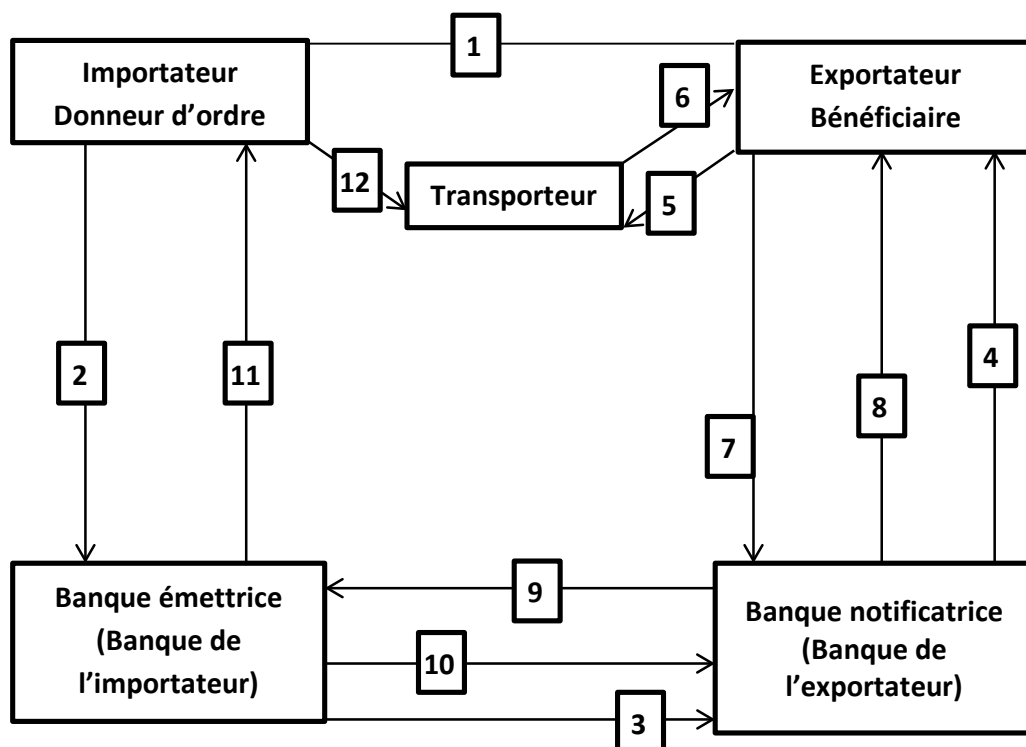 1
Importateur
Donneur d’ordre
Exportateur
Bénéficiaire
6
12
Transporteur
5
2
11
4
8
7
Banque émettrice
(Banque de
l’importateur)
9
10
3
Banque notificatrice
(Banque de
l’exportateur)